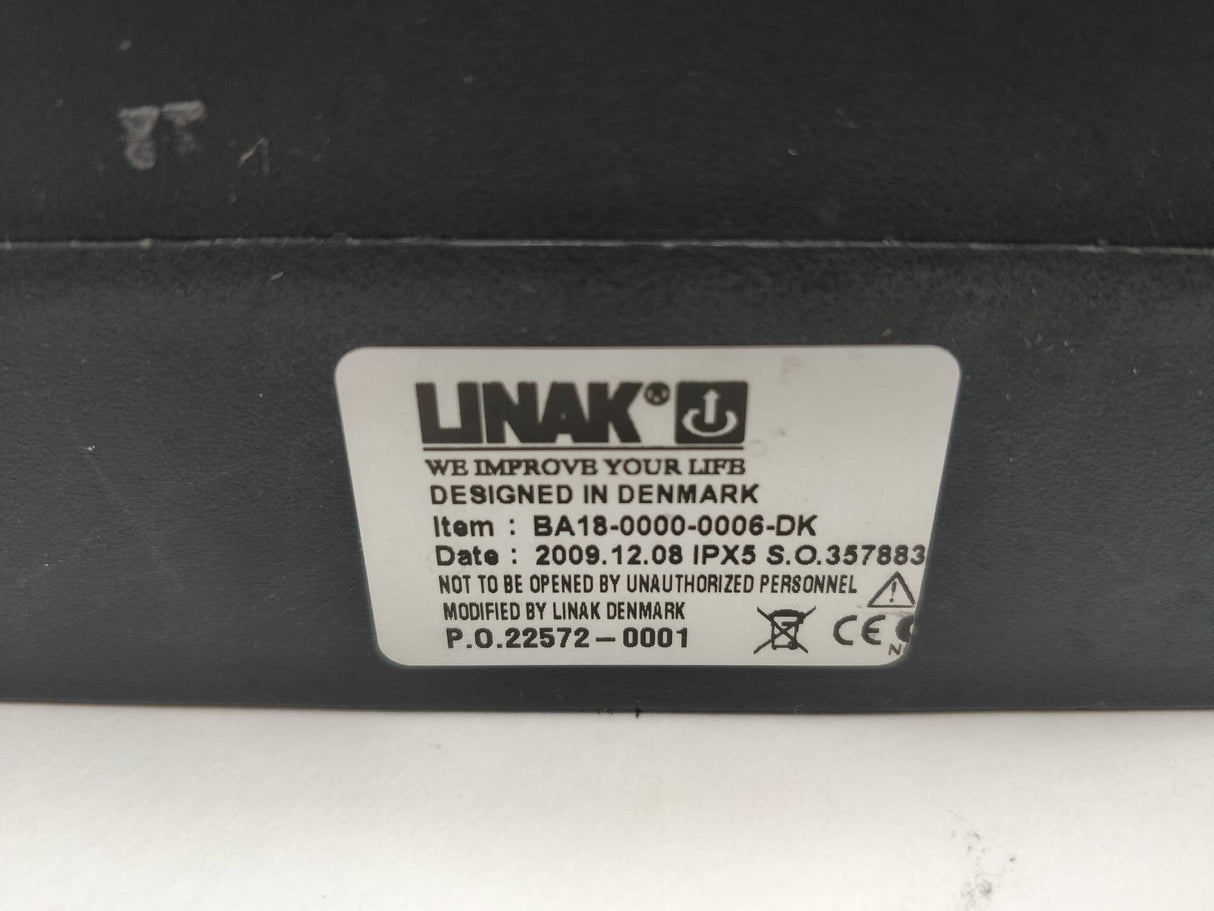 LINAK®
WE IMPROVE YOUR LIFE
DESIGNED IN DENMARK
Item : BA18-0000-0006-DK
Date : 2009.12.08 IPX5 S.O.357883
NOT TO BE OPENED BY UNAUTHORIZED PERSONNEL
MODIFIED BY LINAK DENMARK
P.O.22572-0001
CE